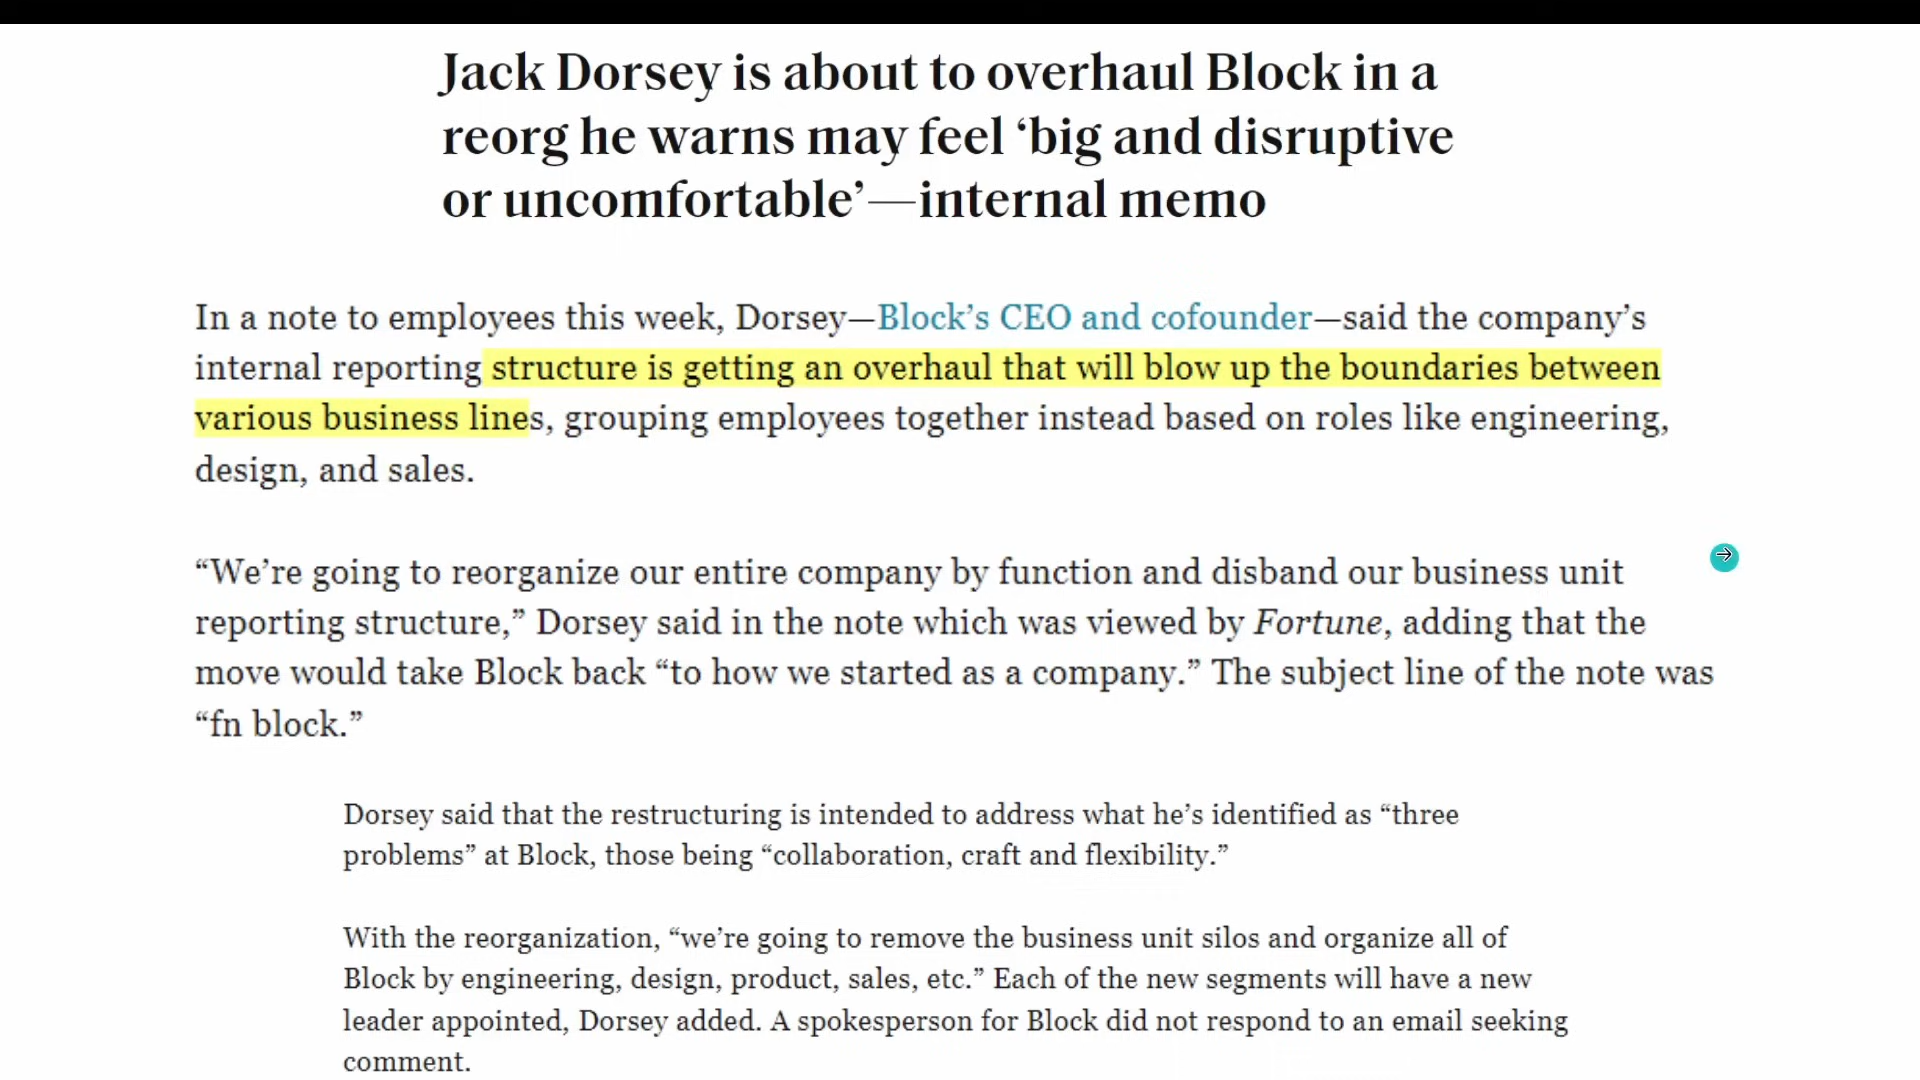 Jack Dorsey is about to overhaul Block in a
reorg he warns may feel ‘big and disruptive
or uncomfortable’—internal memo
In a note to employees this week, Dorsey—Block’s CEO and cofounder—said the company’s
internal reporting structure is getting an overhaul that will blow up the boundaries between
various business lines, grouping employees together instead based on roles like engineering,
design, and sales.
“We’re going to reorganize our entire company by function and disband our business unit
reporting structure,” Dorsey said in the note which was viewed by Fortune, adding that the
move would take Block back “to how we started as a company.” The subject line of the note was
“fn block.”
Dorsey said that the restructuring is intended to address what he’s identified as “three
problems” at Block, those being “collaboration, craft and flexibility.”
With the reorganization, “we’re going to remove the business unit silos and organize all of
Block by engineering, design, product, sales, etc.” Each of the new segments will have a new
leader appointed, Dorsey added. A spokesperson for Block did not respond to an email seeking
comment.